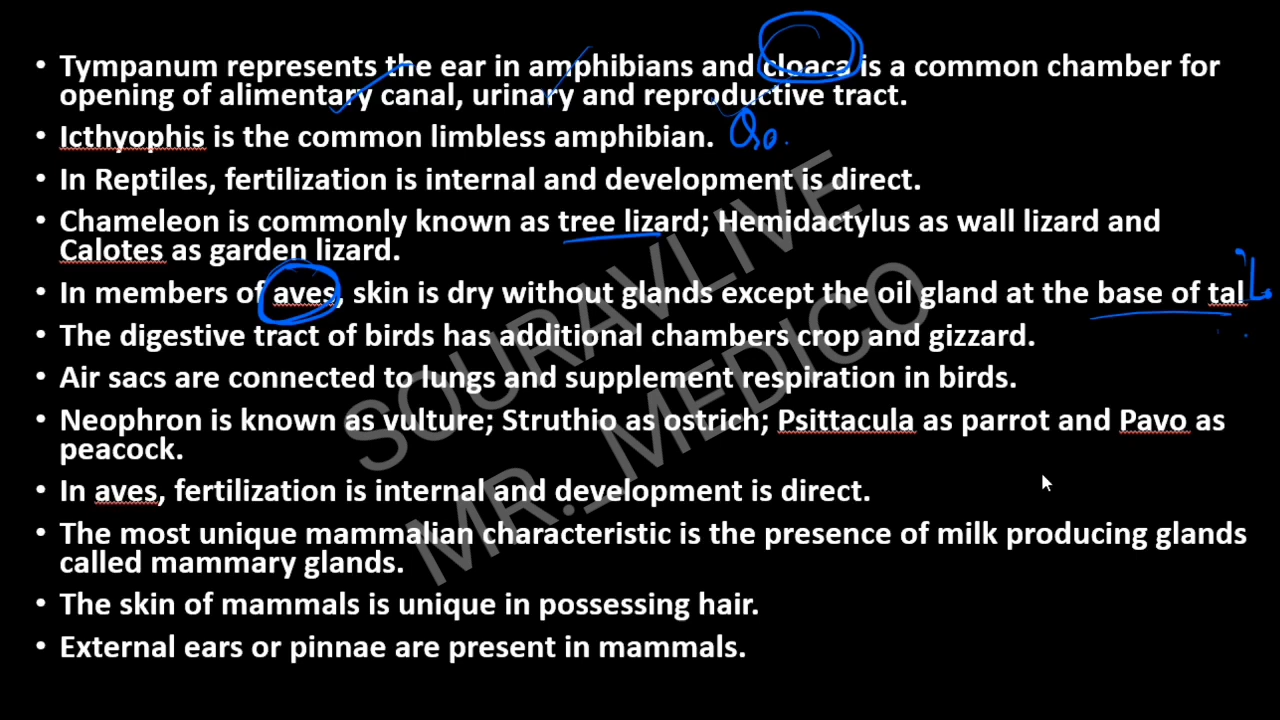 • Tympanum represents the ear in amphibians and cloaca is a common chamber for
opening of alimentary canal, urinary and reproductive tract.
• Icthyophis is the common limbless amphibian.
• In Reptiles, fertilization is internal and development is direct.
• Chameleon is commonly known as tree lizard; Hemidactylus as wall lizard and
Calotes as garden lizard.
• In members of aves, skin is dry without glands except the oil gland at the base of tal
• The digestive tract of birds has additional chambers crop and gizzard.
• Air sacs are connected to lungs and supplement respiration in birds.
• Neophron is known as vulture; Struthio as ostrich; Psittacula as parrot and Pavo as
peacock.
• In aves, fertilization is internal and development is direct.
• The most unique mammalian characteristic is the presence of milk producing glands
called mammary glands.
• The skin of mammals is unique in possessing hair.
• External ears or pinnae are present in mammals.
SOURAVLIVE
MR._MEDICO